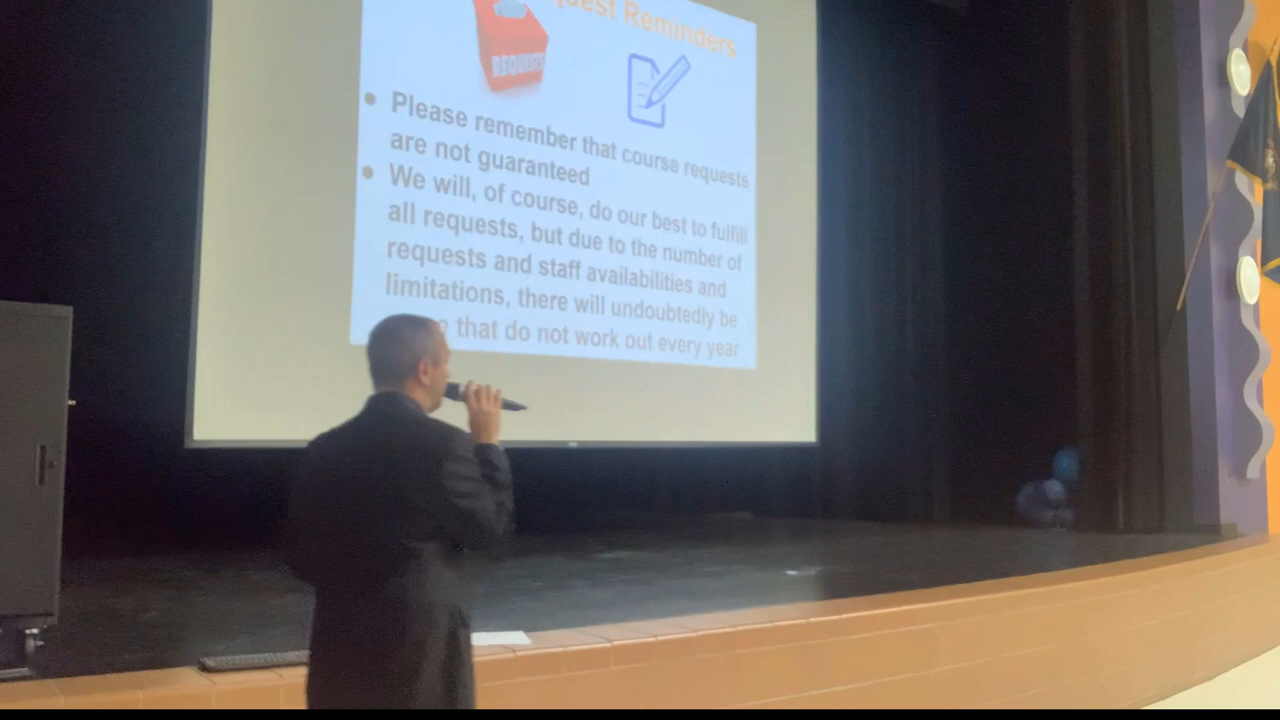 Reminders
REQUESTS
Please remember that course requests
are not guaranteed
We will, of course, do our best to fulfill
all requests, but due to the number of
requests and staff availabilities and
limitations, there will undoubtedly be
that do not work out every year